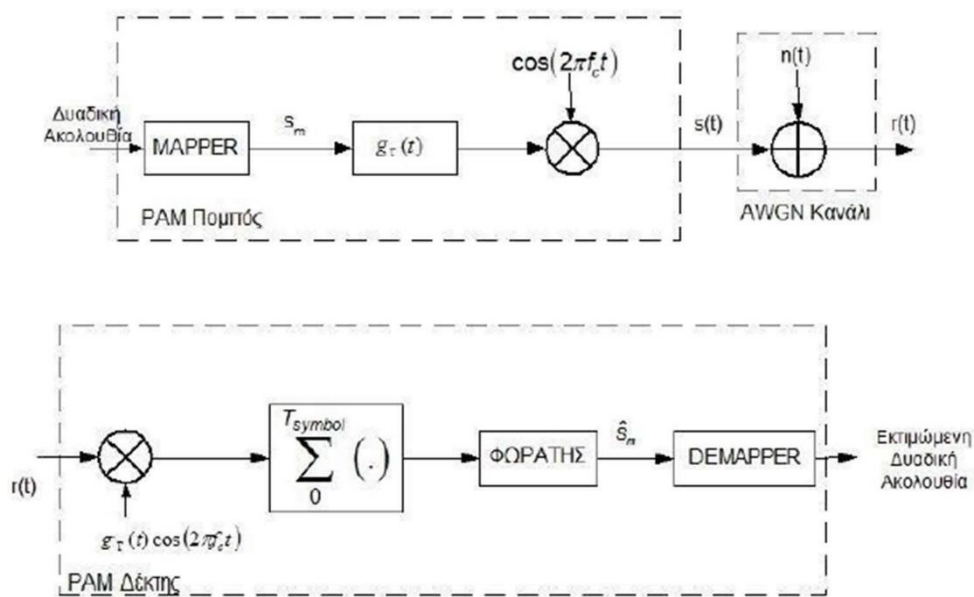 cos(2πf_c t)
n(t)
Δυαδική
Ακολουθία
s_m
s(t)
r(t)
MAPPER
g_T(t)
PAM Πομπός
AWGN Κανάλι
T_symbol
∑ (.)
0
ŝ_m
ΦΩΡΑΤΗΣ
DEMAPPER
Εκτιμώμενη
Δυαδική
Ακολουθία
r(t)
g_T(t) cos(2πf_c t)
PAM Δέκτης